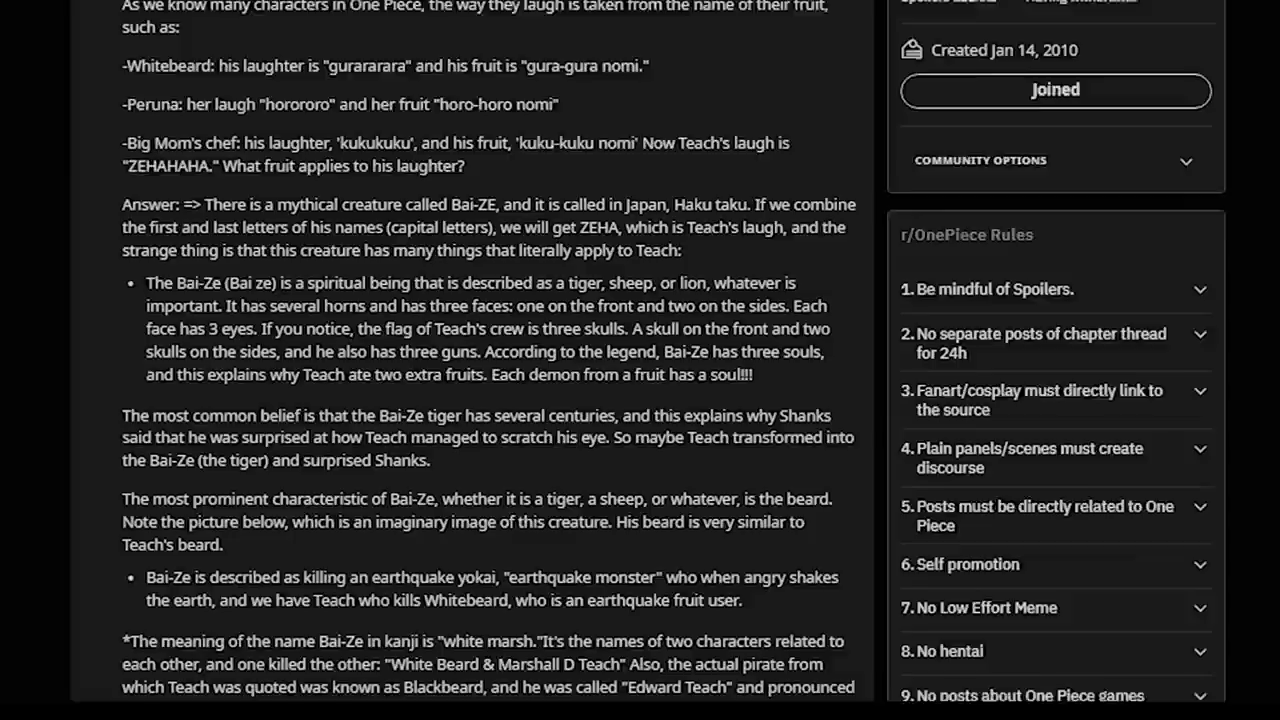 As we know many characters in One Piece, the way they laugh is taken from the name of their fruit,
such as:
-Whitebeard: his laughter is "gurararara" and his fruit is "gura-gura nomi."
-Peruna: her laugh "horororo" and her fruit "horo-horo nomi"
-Big Mom's chef: his laughter, 'kukukuku', and his fruit, 'kuku-kuku nomi' Now Teach's laugh is
"ZEHAHAHA." What fruit applies to his laughter?
Answer: => There is a mythical creature called Bai-ZE, and it is called in Japan, Haku taku. If we combine
the first and last letters of his names (capital letters), we will get ZEHA, which is Teach's laugh, and the
strange thing is that this creature has many things that literally apply to Teach:
• The Bai-Ze (Bai ze) is a spiritual being that is described as a tiger, sheep, or lion, whatever is
important. It has several horns and has three faces: one on the front and two on the sides. Each
face has 3 eyes. If you notice, the flag of Teach's crew is three skulls. A skull on the front and two
skulls on the sides, and he also has three guns. According to the legend, Bai-Ze has three souls,
and this explains why Teach ate two extra fruits. Each demon from a fruit has a soul!!!
The most common belief is that the Bai-Ze tiger has several centuries, and this explains why Shanks
said that he was surprised at how Teach managed to scratch his eye. So maybe Teach transformed into
the Bai-Ze (the tiger) and surprised Shanks.
The most prominent characteristic of Bai-Ze, whether it is a tiger, a sheep, or whatever, is the beard.
Note the picture below, which is an imaginary image of this creature. His beard is very similar to
Teach's beard.
• Bai-Ze is described as killing an earthquake yokai, "earthquake monster" who when angry shakes
the earth, and we have Teach who kills Whitebeard, who is an earthquake fruit user.
*The meaning of the name Bai-Ze in kanji is "white marsh."It's the names of two characters related to
each other, and one killed the other: "White Beard & Marshall D Teach" Also, the actual pirate from
which Teach was quoted was known as Blackbeard, and he was called "Edward Teach" and pronounced
Created Jan 14, 2010
Joined
COMMUNITY OPTIONS
r/OnePiece Rules
1. Be mindful of Spoilers.
2. No separate posts of chapter thread
for 24h
3. Fanart/cosplay must directly link to
the source
4. Plain panels/scenes must create
discourse
5. Posts must be directly related to One
Piece
6. Self promotion
7. No Low Effort Meme
8. No hentai
9. No posts about One Piece games